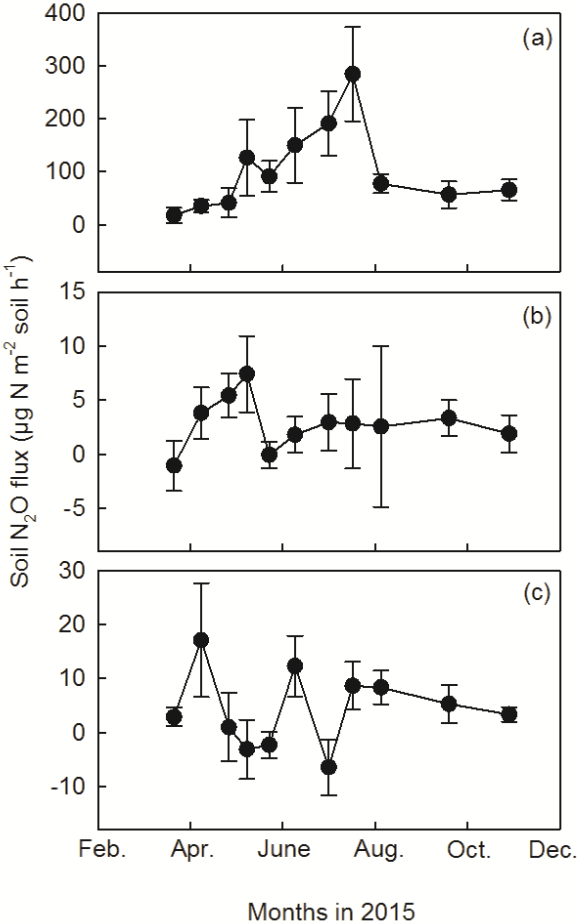 400
(a)
300
200
100
0
15
(b)
10
5
0
-5
Soil N₂O flux (µg N m⁻² soil h⁻¹)
30
(c)
20
10
0
-10
Feb. Apr. June Aug. Oct. Dec.
Months in 2015